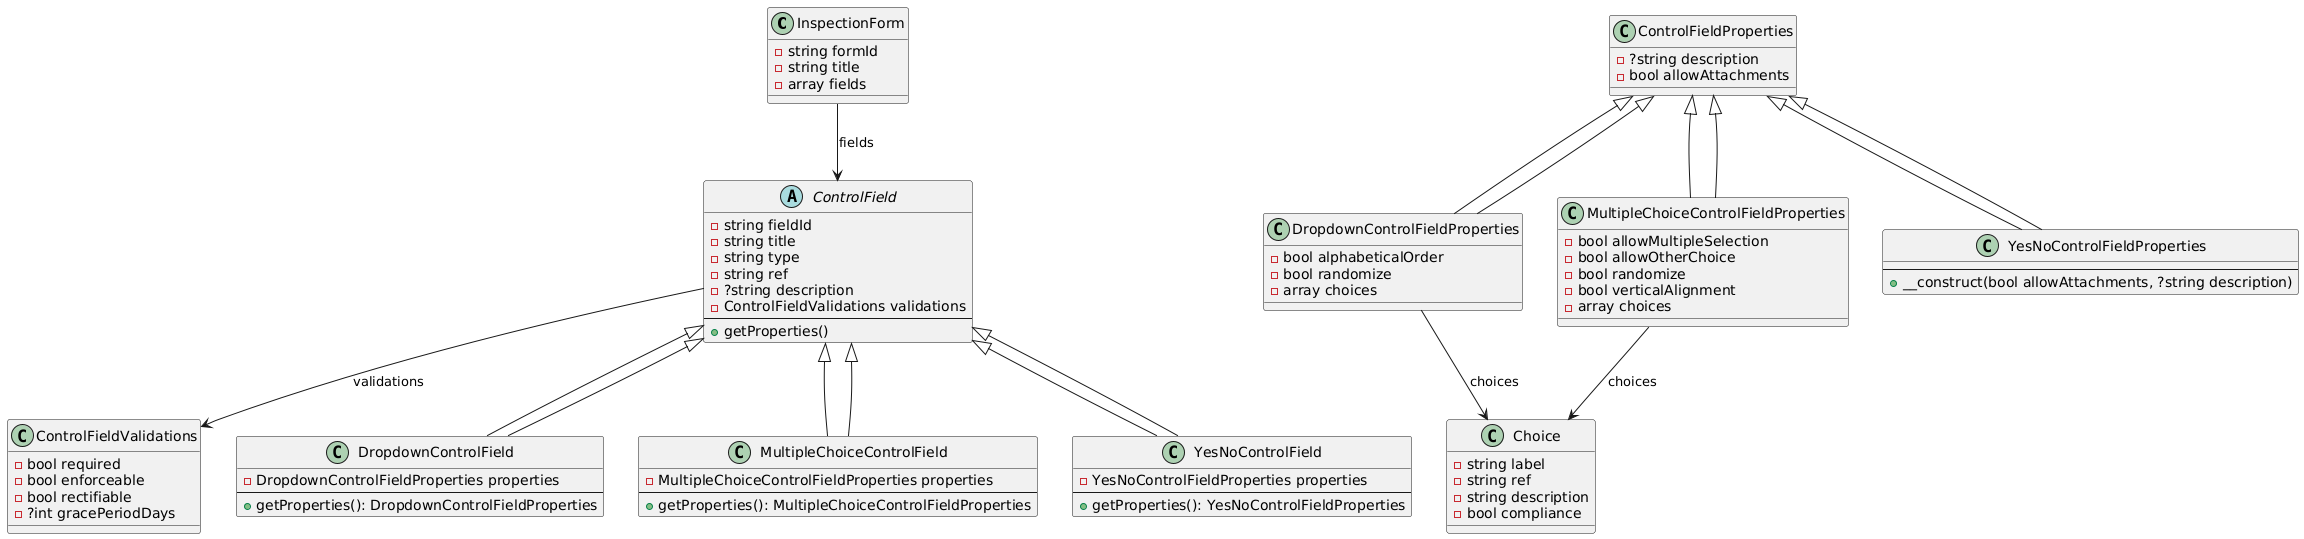 C InspectionForm
string formId
string title
array fields
C ControlFieldProperties
?string description
bool allowAttachments
fields
A ControlField
string fieldId
string title
string type
string ref
?string description
ControlFieldValidations validations
getProperties()
C DropdownControlFieldProperties
bool alphabeticalOrder
bool randomize
array choices
C MultipleChoiceControlFieldProperties
bool allowMultipleSelection
bool allowOtherChoice
bool randomize
bool verticalAlignment
array choices
C YesNoControlFieldProperties
__construct(bool allowAttachments, ?string description)
validations
choices
choices
C ControlFieldValidations
bool required
bool enforceable
bool rectifiable
?int gracePeriodDays
C DropdownControlField
DropdownControlFieldProperties properties
getProperties(): DropdownControlFieldProperties
C MultipleChoiceControlField
MultipleChoiceControlFieldProperties properties
getProperties(): MultipleChoiceControlFieldProperties
C YesNoControlField
YesNoControlFieldProperties properties
getProperties(): YesNoControlFieldProperties
C Choice
string label
string ref
string description
bool compliance